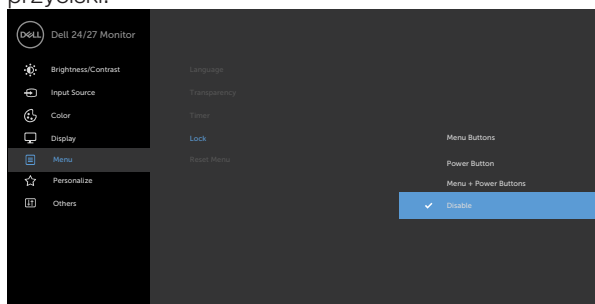 przyciski.
DELL Dell 24/27 Monitor
Brightness/Contrast Language
Input Source Transparency
Color Timer
Display Lock Menu Buttons
Menu Reset Menu Power Button
Personalize Menu + Power Buttons
Others Disable